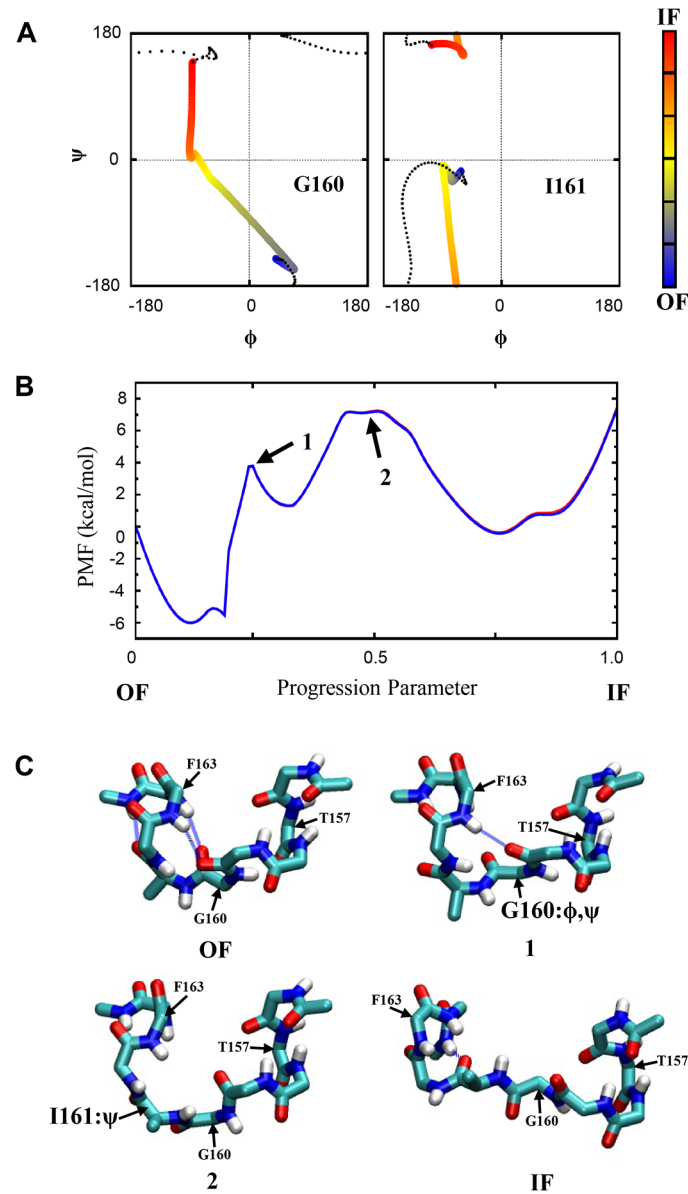 A
IF
180
ψ
0
G160
I161
-180
-180
0
180
-180
0
180
ϕ
ϕ
OF
B
8
6
4
2
0
-2
-4
-6
PMF (kcal/mol)
1
2
0
0.5
1.0
OF
Progression Parameter
IF
C
F163
T157
G160
OF
F163
T157
G160:ϕ,ψ
1
F163
T157
I161:ψ
G160
2
F163
T157
G160
IF